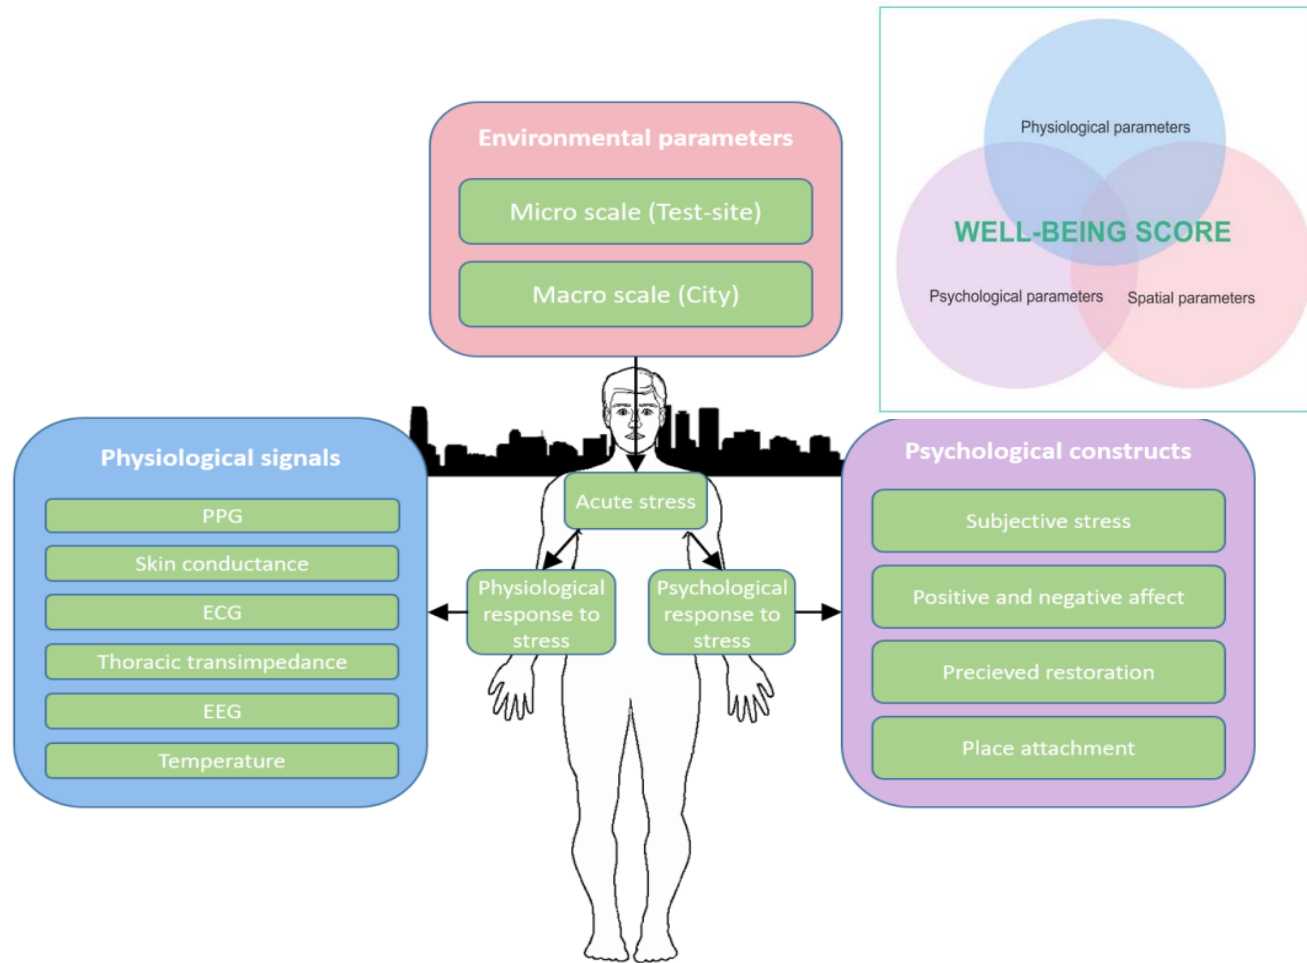 Environmental parameters
Micro scale (Test-site)
Macro scale (City)
Physiological parameters
WELL-BEING SCORE
Psychological parameters
Spatial parameters
Physiological signals
PPG
Skin conductance
ECG
Thoracic transimpedance
EEG
Temperature
Acute stress
Physiological
response to
stress
Psychological
response to
stress
Psychological constructs
Subjective stress
Positive and negative affect
Precieved restoration
Place attachment